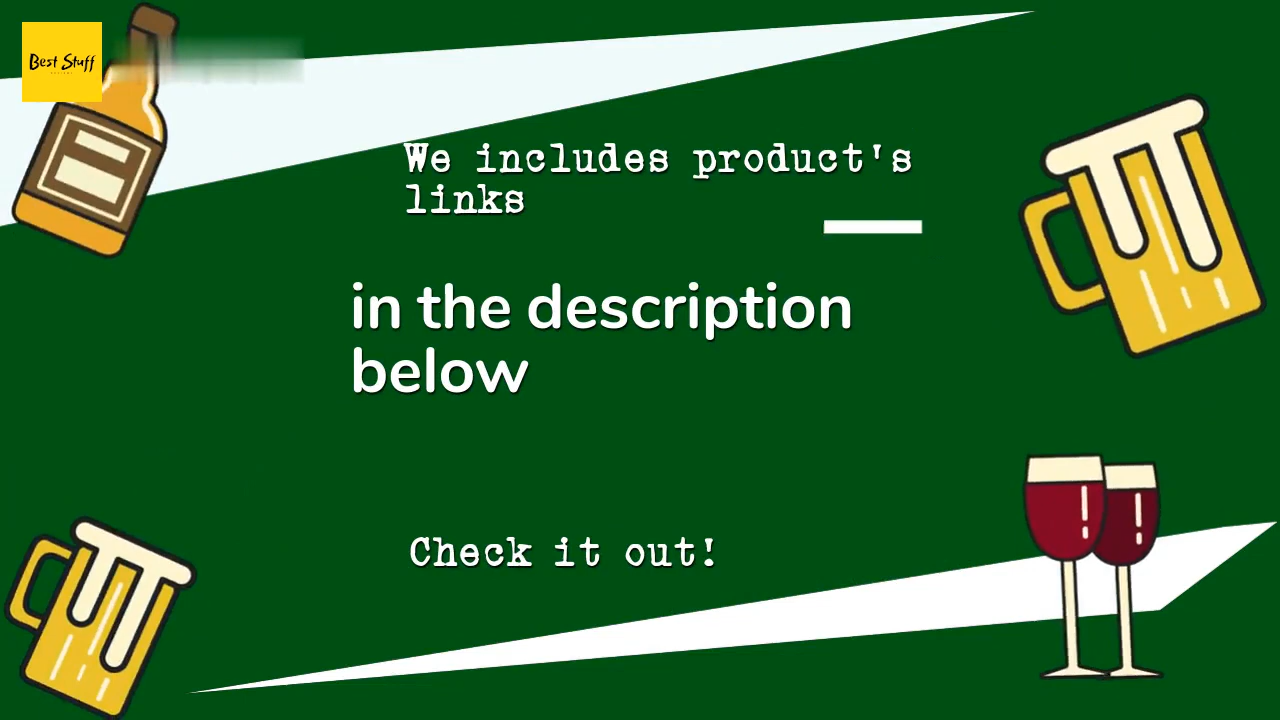 Best Stuff
We includes product's
links
in the description
below
Check it out!